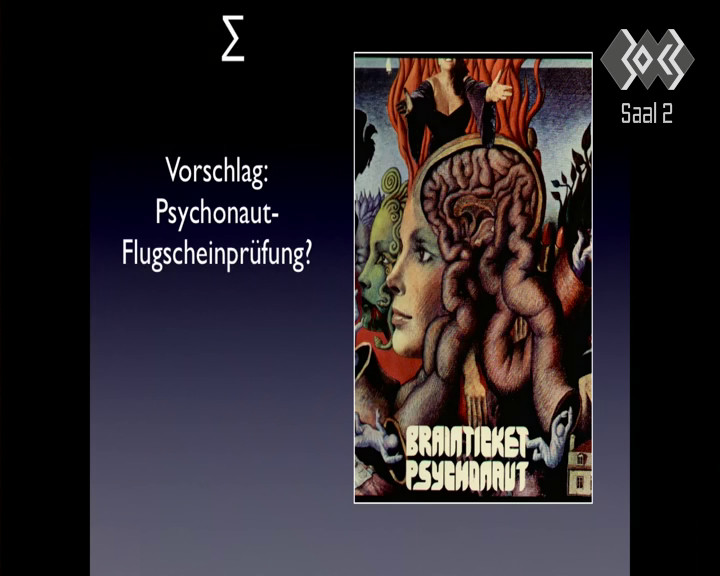 Σ
Saal 2
Vorschlag:
Psychonaut-
Flugscheinprüfung?
BRAINTICKET
PSYCHONAUT